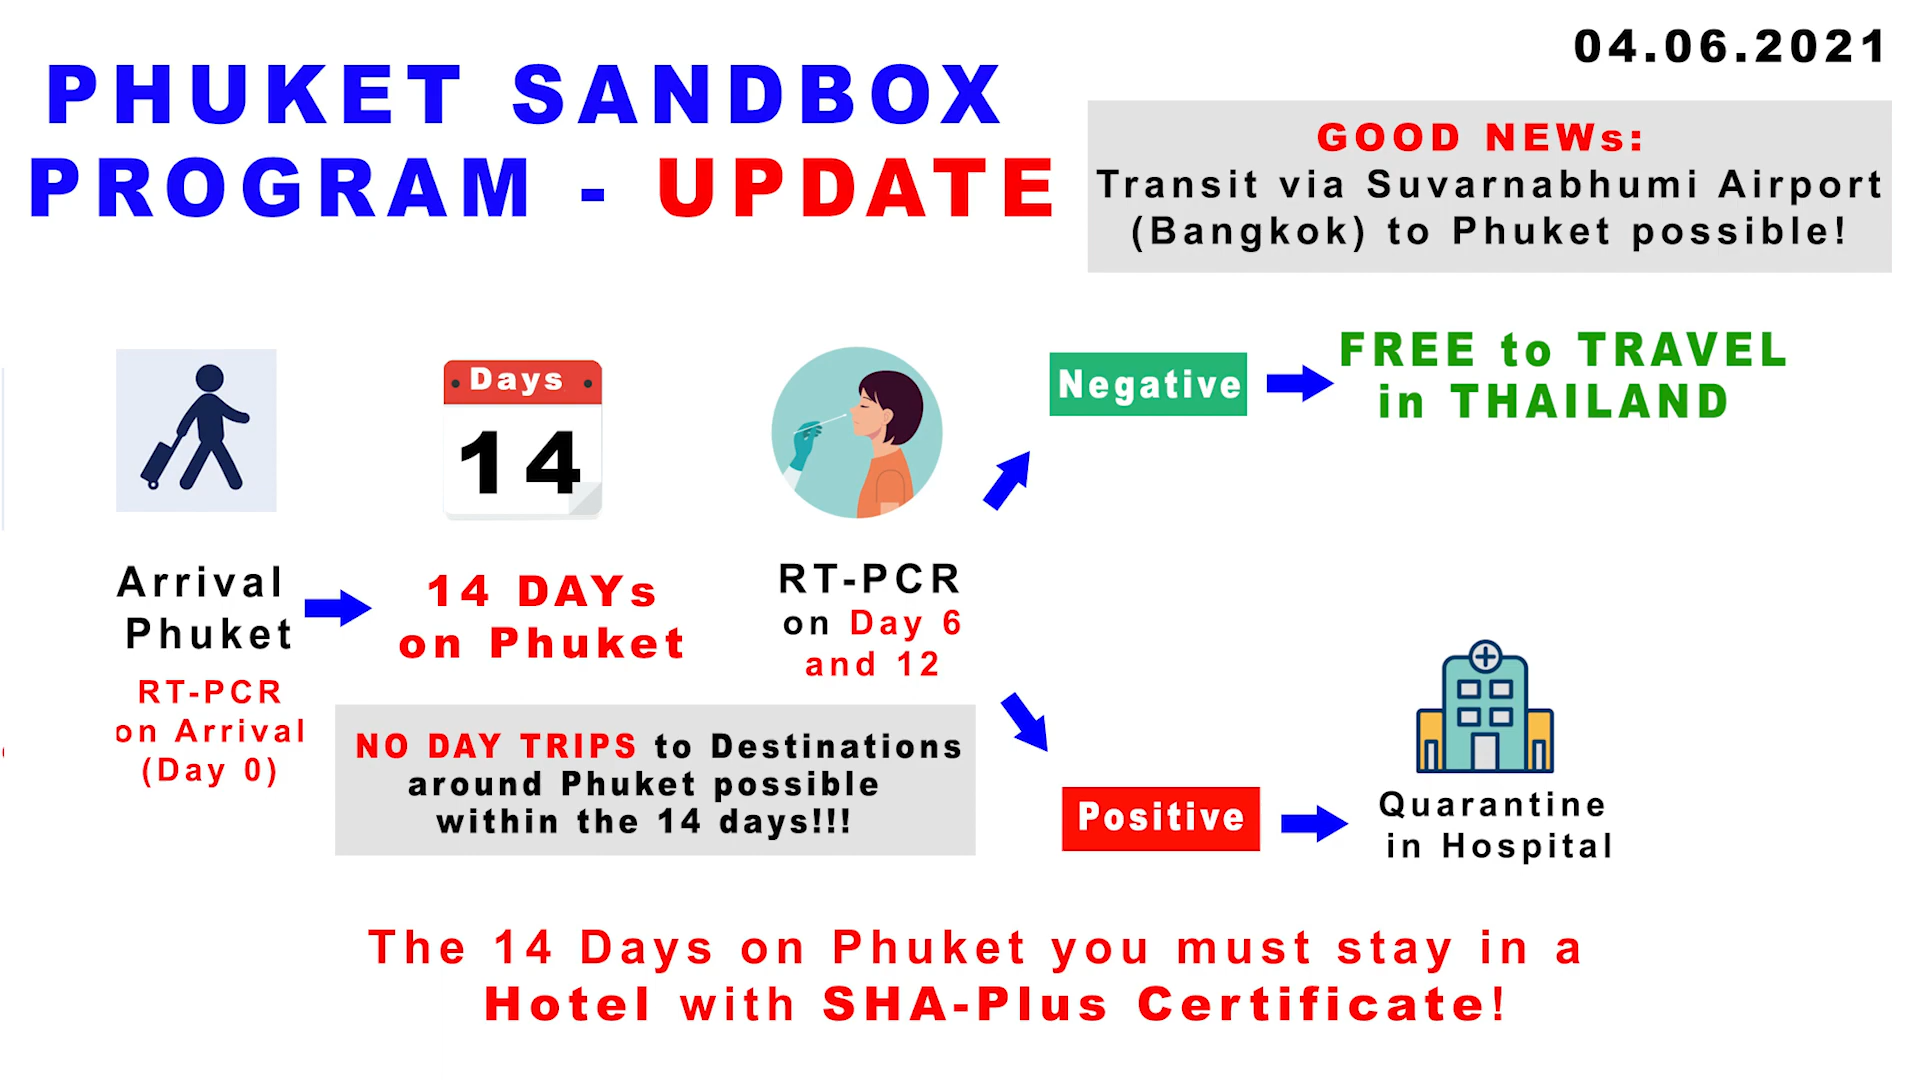 04.06.2021
PHUKET SANDBOX
PROGRAM - UPDATE
GOOD NEWs:
Transit via Suvarnabhumi Airport
(Bangkok) to Phuket possible!
Days
14
Negative
FREE to TRAVEL
in THAILAND
Arrival
Phuket
RT-PCR
on Arrival
(Day 0)
14 DAYs
on Phuket
RT-PCR
on Day 6
and 12
NO DAY TRIPS to Destinations
around Phuket possible
within the 14 days!!!
Positive
Quarantine
in Hospital
The 14 Days on Phuket you must stay in a
Hotel with SHA-Plus Certificate!